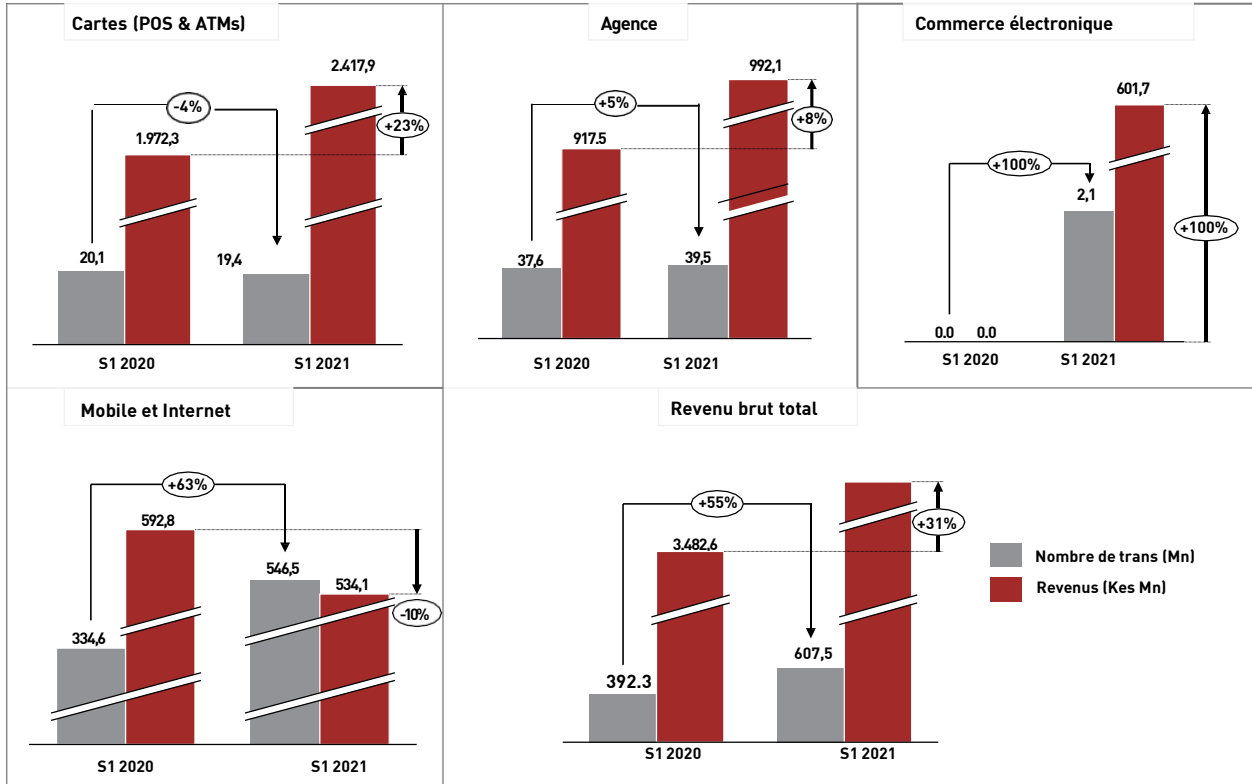 Cartes (POS & ATMs)
2.417,9
-4%
+23%
1.972,3
20,1
19,4
S1 2020
S1 2021
Agence
992,1
+5%
+8%
917.5
37,6
39,5
S1 2020
S1 2021
Commerce électronique
601,7
+100%
2,1
+100%
0.0
0.0
S1 2020
S1 2021
Mobile et Internet
+63%
592,8
546,5
534,1
-10%
334,6
S1 2020
S1 2021
Revenu brut total
+55%
+31%
3.482,6
607,5
392.3
S1 2020
S1 2021
Nombre de trans (Mn)
Revenus (Kes Mn)